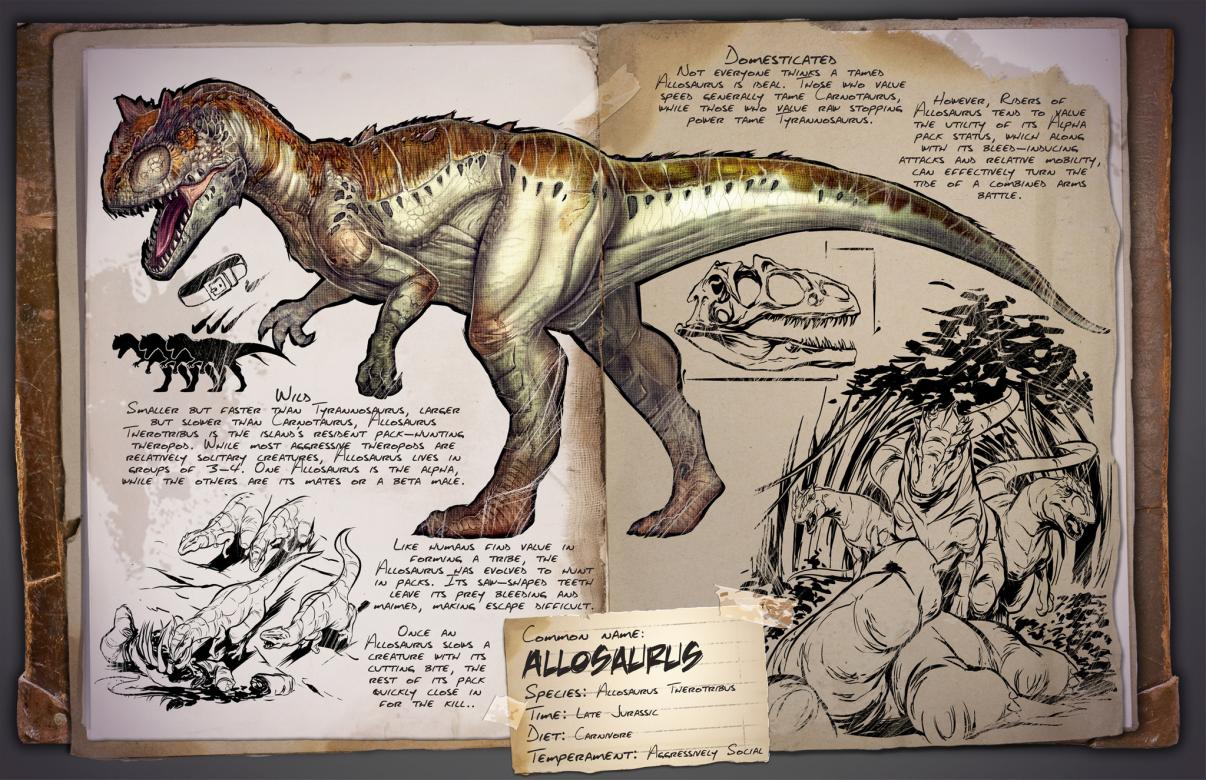 Wild
Smaller but faster than Tyrannosaurus, larger
but slower than Carnotaurus, Allosaurus
Therotribus is the island's resident pack-hunting
theropod. While most aggressive theropods are
relatively solitary creatures, Allosaurus lives in
groups of 3-4. One Allosaurus is the alpha,
while the others are its mates or a beta male.
Like humans find value in
forming a tribe, the
Allosaurus has evolved to hunt
in packs. Its saw-shaped teeth
leave its prey bleeding and
maimed, making escape difficult.
Once an
Allosaurus slows a
creature with its
cutting bite, the
rest of its pack
quickly close in
for the kill..
Domesticated
Not everyone thinks a tamed
Allosaurus is ideal. Those who value
speed generally tame Carnotaurus,
while those who value raw stopping
power tame Tyrannosaurus.
However, Riders of
Allosaurus tend to value
the utility of its Alpha
pack status, which along
with its bleed-inducing
attacks and relative mobility,
can effectively turn the
tide of a combined arms
battle.
Common name:
ALLOSAURUS
Species: Allosaurus Therotribus
Time: Late Jurassic
Diet: Carnivore
Temperament: Aggressively Social